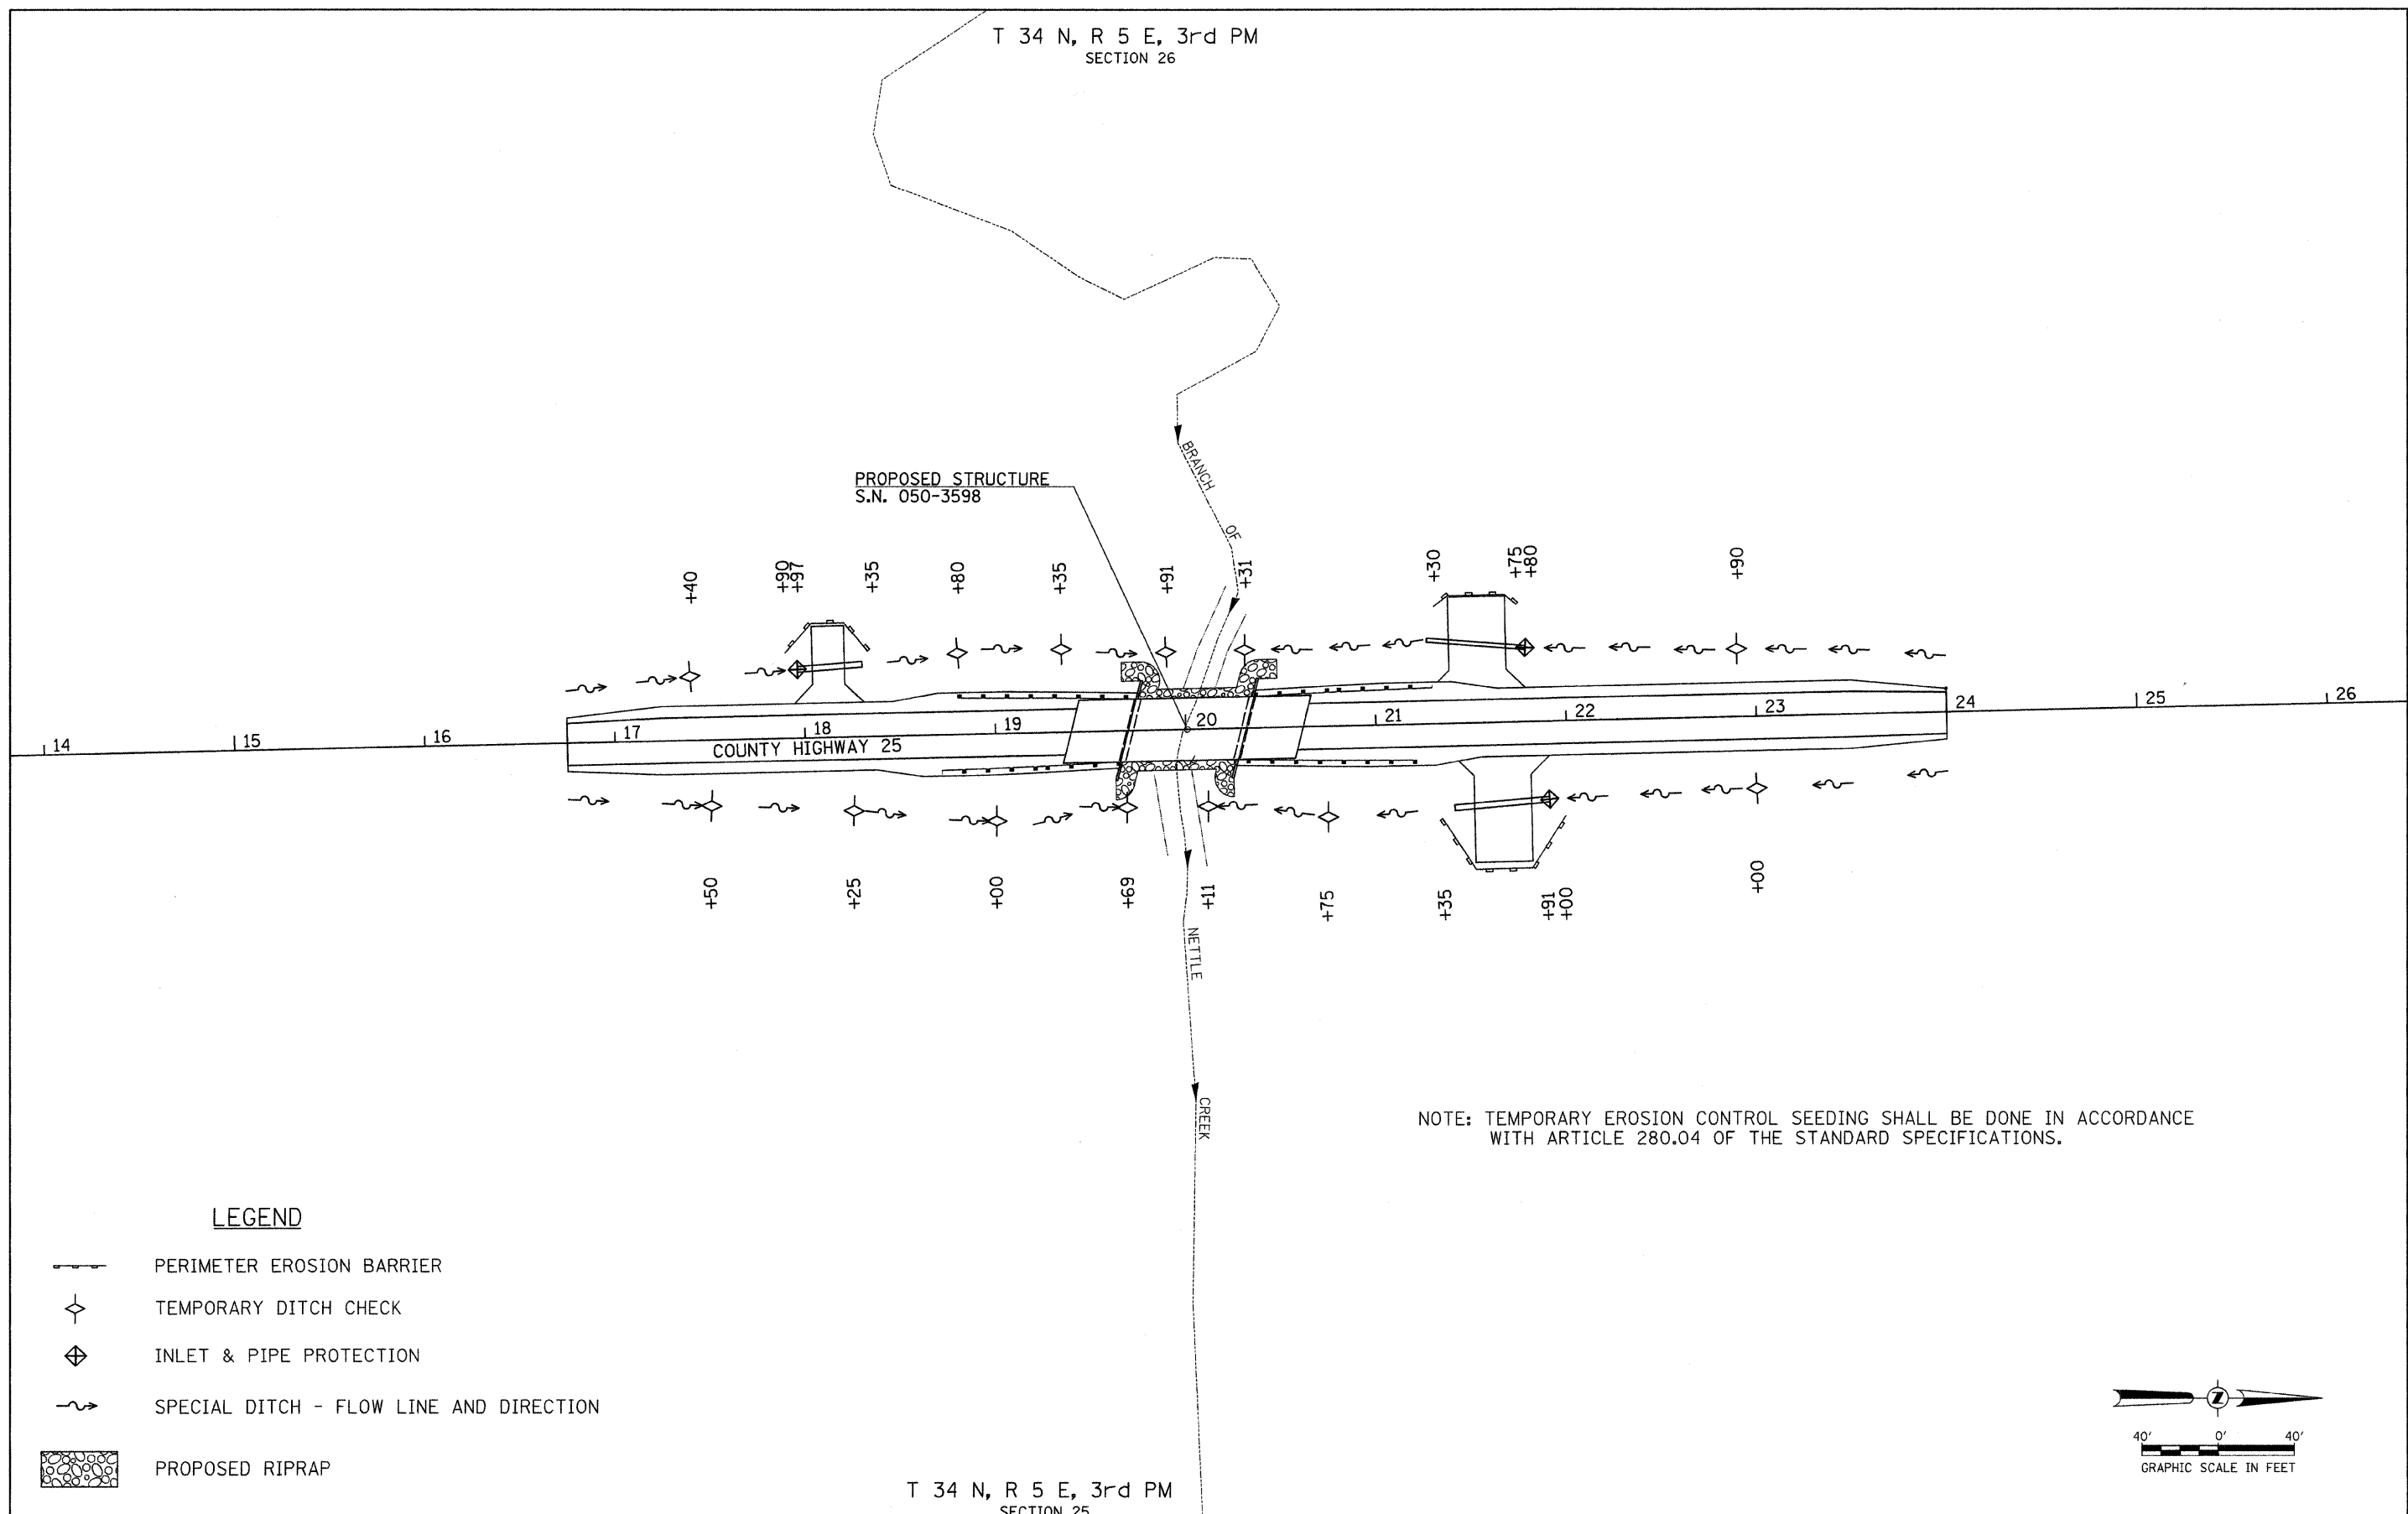 T 34 N, R 5 E, 3rd PM
SECTION 26
BRANCH
OF
PROPOSED STRUCTURE
S.N. 050-3598
+40
+90
+97
+35
+80
+35
+91
+31
+30
+75
+80
+90
14
15
16
17
18
19
20
21
22
23
24
25
26
COUNTY HIGHWAY 25
+50
+25
+00
+69
+11
+75
+35
+91
+00
+00
NETTLE
CREEK
NOTE: TEMPORARY EROSION CONTROL SEEDING SHALL BE DONE IN ACCORDANCE
WITH ARTICLE 280.04 OF THE STANDARD SPECIFICATIONS.
LEGEND
PERIMETER EROSION BARRIER
TEMPORARY DITCH CHECK
INLET & PIPE PROTECTION
SPECIAL DITCH - FLOW LINE AND DIRECTION
PROPOSED RIPRAP
Z
40' 0' 40'
GRAPHIC SCALE IN FEET
T 34 N, R 5 E, 3rd PM
SECTION 25